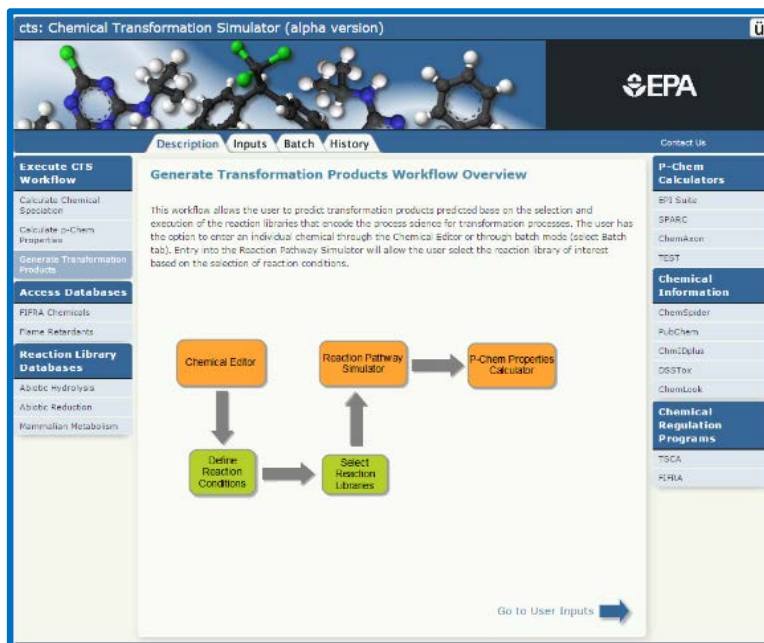 cts: Chemical Transformation Simulator (alpha version)
ü
EPA
Description
Inputs
Batch
History
Contact Us
Execute CTS
Workflow
Calculate Chemical
Speciation
Calculate p-Chem
Properties
Generate Transformation
Products
Access Databases
FIFRA Chemicals
Flame Retardants
Reaction Library
Databases
Abiotic Hydrolysis
Abiotic Reduction
Mammalian Metabolism
Generate Transformation Products Workflow Overview
This workflow allows the user to predict transformation products predicted base on the selection and
execution of the reaction libraries that encode the process science for transformation processes. The user has
the option to enter an individual chemical through the Chemical Editor or through batch mode (select Batch
tab). Entry into the Reaction Pathway Simulator will allow the user select the reaction library of interest
based on the selection of reaction conditions.
Chemical Editor
Reaction Pathway
Simulator
P-Chem Properties
Calculator
Define
Reaction
Conditions
Select
Reaction
Libraries
Go to User Inputs
P-Chem
Calculators
EPI Suite
SPARC
ChemAxon
TEST
Chemical
Information
ChemSpider
PubChem
ChmIDplus
DSSTox
ChemLook
Chemical
Regulation
Programs
TSCA
FIFRA